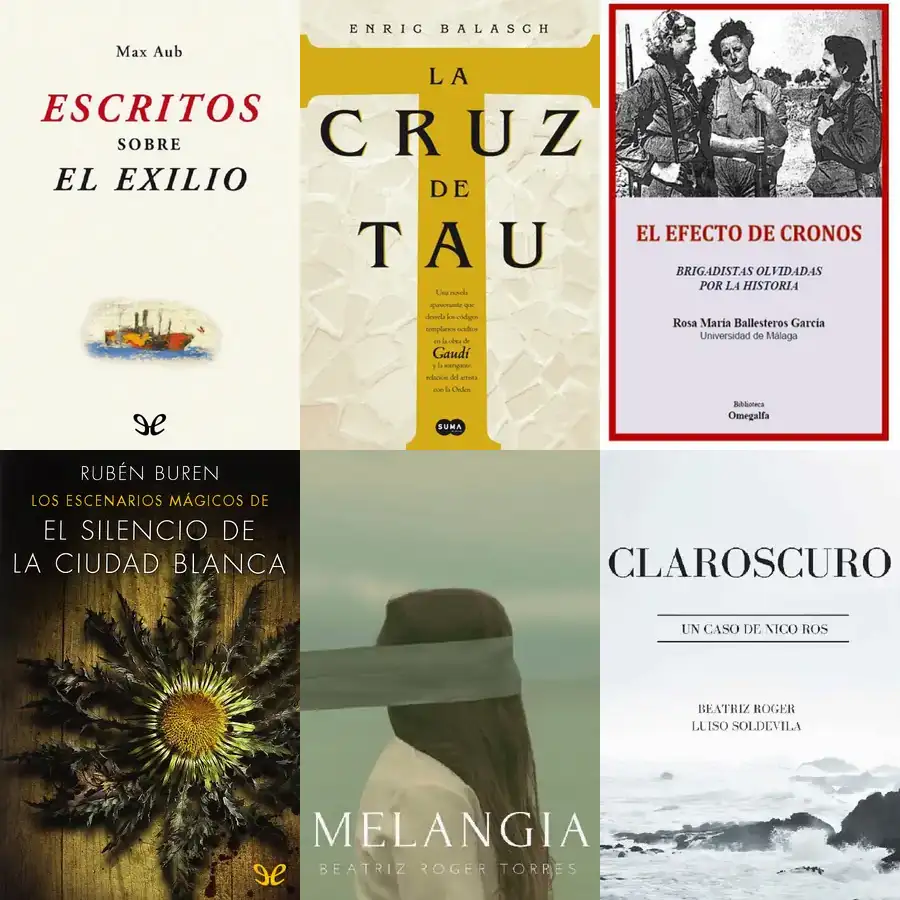 Max Aub
ESCRITOS
SOBRE
EL EXILIO
ENRIC BALASCH
LA
CRUZ
DE
TAU
Una novela
apasionante que
desvela los códigos
templarios ocultos
en la obra de
Gaudí
y la intrigante
relación del artista
con la Orden.
SUMA
EL EFECTO DE CRONOS
BRIGADISTAS OLVIDADAS
POR LA HISTORIA
Rosa María Ballesteros García
Universidad de Málaga
Biblioteca
Omegalfa
RUBÉN BUREN
LOS ESCENARIOS MÁGICOS DE
EL SILENCIO DE
LA CIUDAD BLANCA
MELANGIA
BEATRIZ ROGER TORRES
CLAROSCURO
UN CASO DE NICO ROS
BEATRIZ ROGER
LUISO SOLDEVILA